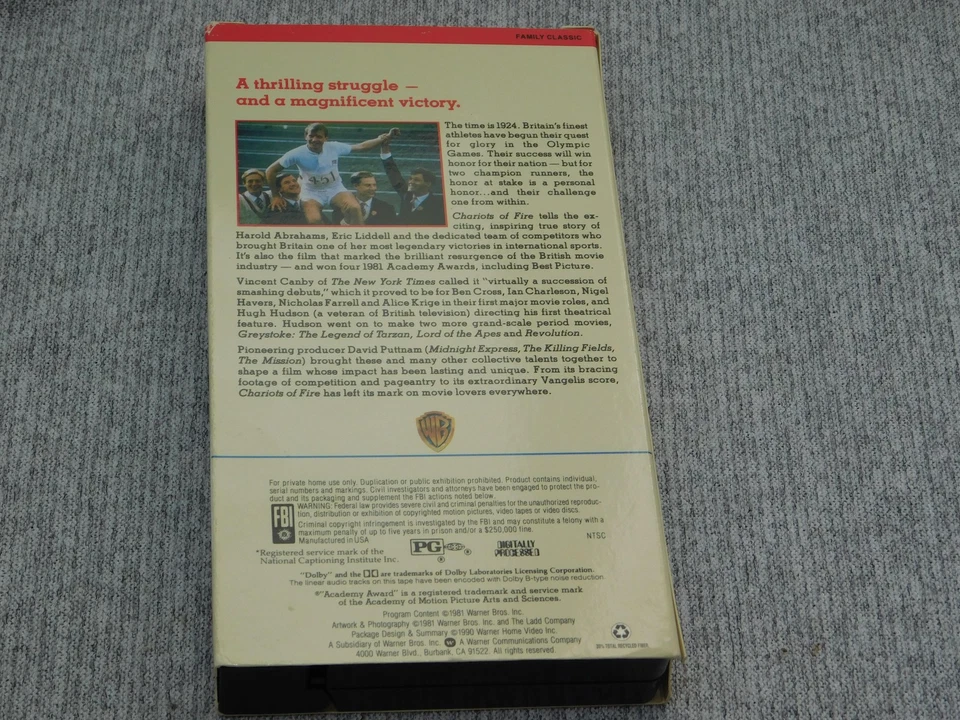 FAMILY CLASSIC
A thrilling struggle —
and a magnificent victory.
451
The time is 1924. Britain's finest
athletes have begun their quest
for glory in the Olympic
Games. Their success will win
honor for their nation — but for
two champion runners, the
honor at stake is a personal
honor...and their challenge
one from within.
Chariots of Fire tells the ex-
citing, inspiring true story of
Harold Abrahams, Eric Liddell and the dedicated team of competitors who
brought Britain one of her most legendary victories in international sports.
It's also the film that marked the brilliant resurgence of the British movie
industry — and won four 1981 Academy Awards, including Best Picture.
Vincent Canby of The New York Times called it "virtually a succession of
smashing debuts," which it proved to be for Ben Cross, Ian Charleson, Nigel
Havers, Nicholas Farrell and Alice Krige in their first major movie roles, and
Hugh Hudson (a veteran of British television) directing his first theatrical
feature. Hudson went on to make two more grand-scale period movies,
Greystoke: The Legend of Tarzan, Lord of the Apes and Revolution.
Pioneering producer David Puttnam (Midnight Express, The Killing Fields,
The Mission) brought these and many other collective talents together to
shape a film whose impact has been lasting and unique. From its bracing
footage of competition and pageantry to its extraordinary Vangelis score,
Chariots of Fire has left its mark on movie lovers everywhere.
WB
For private home use only. Duplication or public exhibition prohibited. Product contains individual,
serial numbers and markings. Civil investigators and attorneys have been engaged to protect the pro-
duct and its packaging and supplement the FBI actions noted below.
FBI
WARNING: Federal law provides severe civil and criminal penalties for the unauthorized reproduc-
tion, distribution or exhibition of copyrighted motion pictures, video tapes or video discs.
Criminal copyright infringement is investigated by the FBI and may constitute a felony with a
maximum penalty of up to five years in prison and/or a $250,000 fine.
Manufactured in USA
NTSC
*Registered service mark of the
National Captioning Institute Inc.
PG ®
®
DIGITALLY
PROCESSED
"Dolby" and the are trademarks of Dolby Laboratories Licensing Corporation.
The linear audio tracks on this tape have been encoded with Dolby B-type noise reduction.
®"Academy Award" is a registered trademark and service mark
of the Academy of Motion Picture Arts and Sciences.
Program Content ©1981 Warner Bros. Inc.
Artwork & Photography ©1981 Warner Bros. Inc. and The Ladd Company
Package Design & Summary ©1990 Warner Home Video Inc.
A Subsidiary of Warner Bros. Inc. A Warner Communications Company
4000 Warner Blvd., Burbank, CA 91522. All rights reserved.